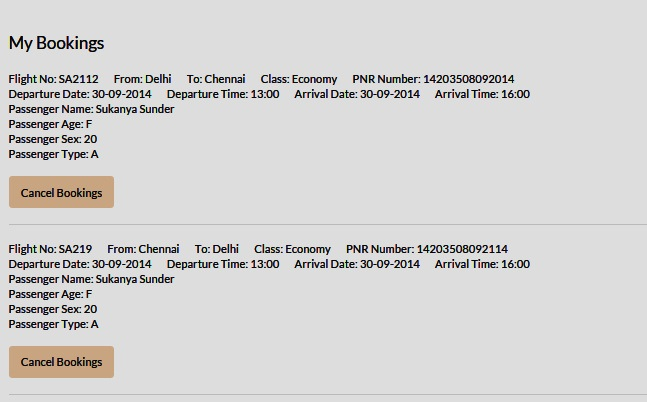 My Bookings
Flight No: SA2112 From: Delhi To: Chennai Class: Economy PNR Number: 14203508092014
Departure Date: 30-09-2014 Departure Time: 13:00 Arrival Date: 30-09-2014 Arrival Time: 16:00
Passenger Name: Sukanya Sunder
Passenger Age: F
Passenger Sex: 20
Passenger Type: A
Cancel Bookings
Flight No: SA219 From: Chennai To: Delhi Class: Economy PNR Number: 14203508092114
Departure Date: 30-09-2014 Departure Time: 13:00 Arrival Date: 30-09-2014 Arrival Time: 16:00
Passenger Name: Sukanya Sunder
Passenger Age: F
Passenger Sex: 20
Passenger Type: A
Cancel Bookings